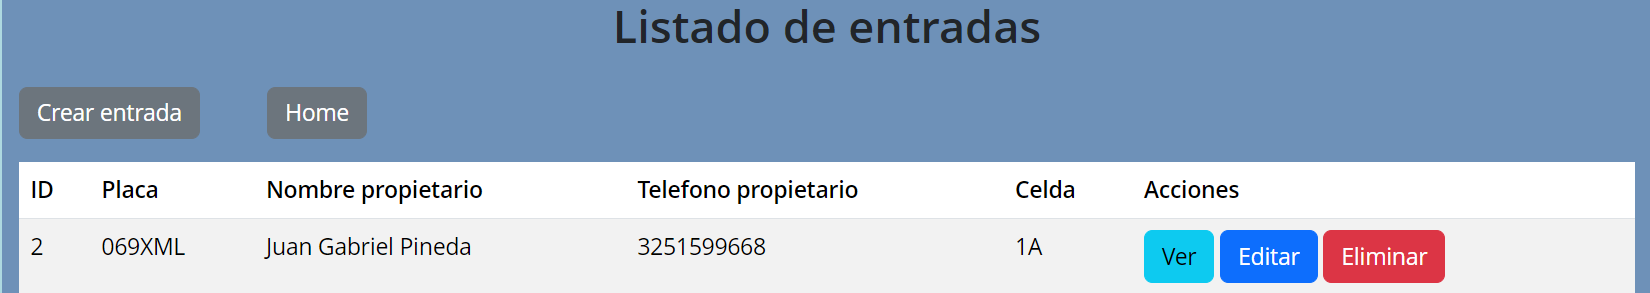 Listado de entradas
Crear entrada Home
ID Placa Nombre propietario Telefono propietario Celda Acciones
2 069XML Juan Gabriel Pineda 3251599668 1A Ver Editar Eliminar